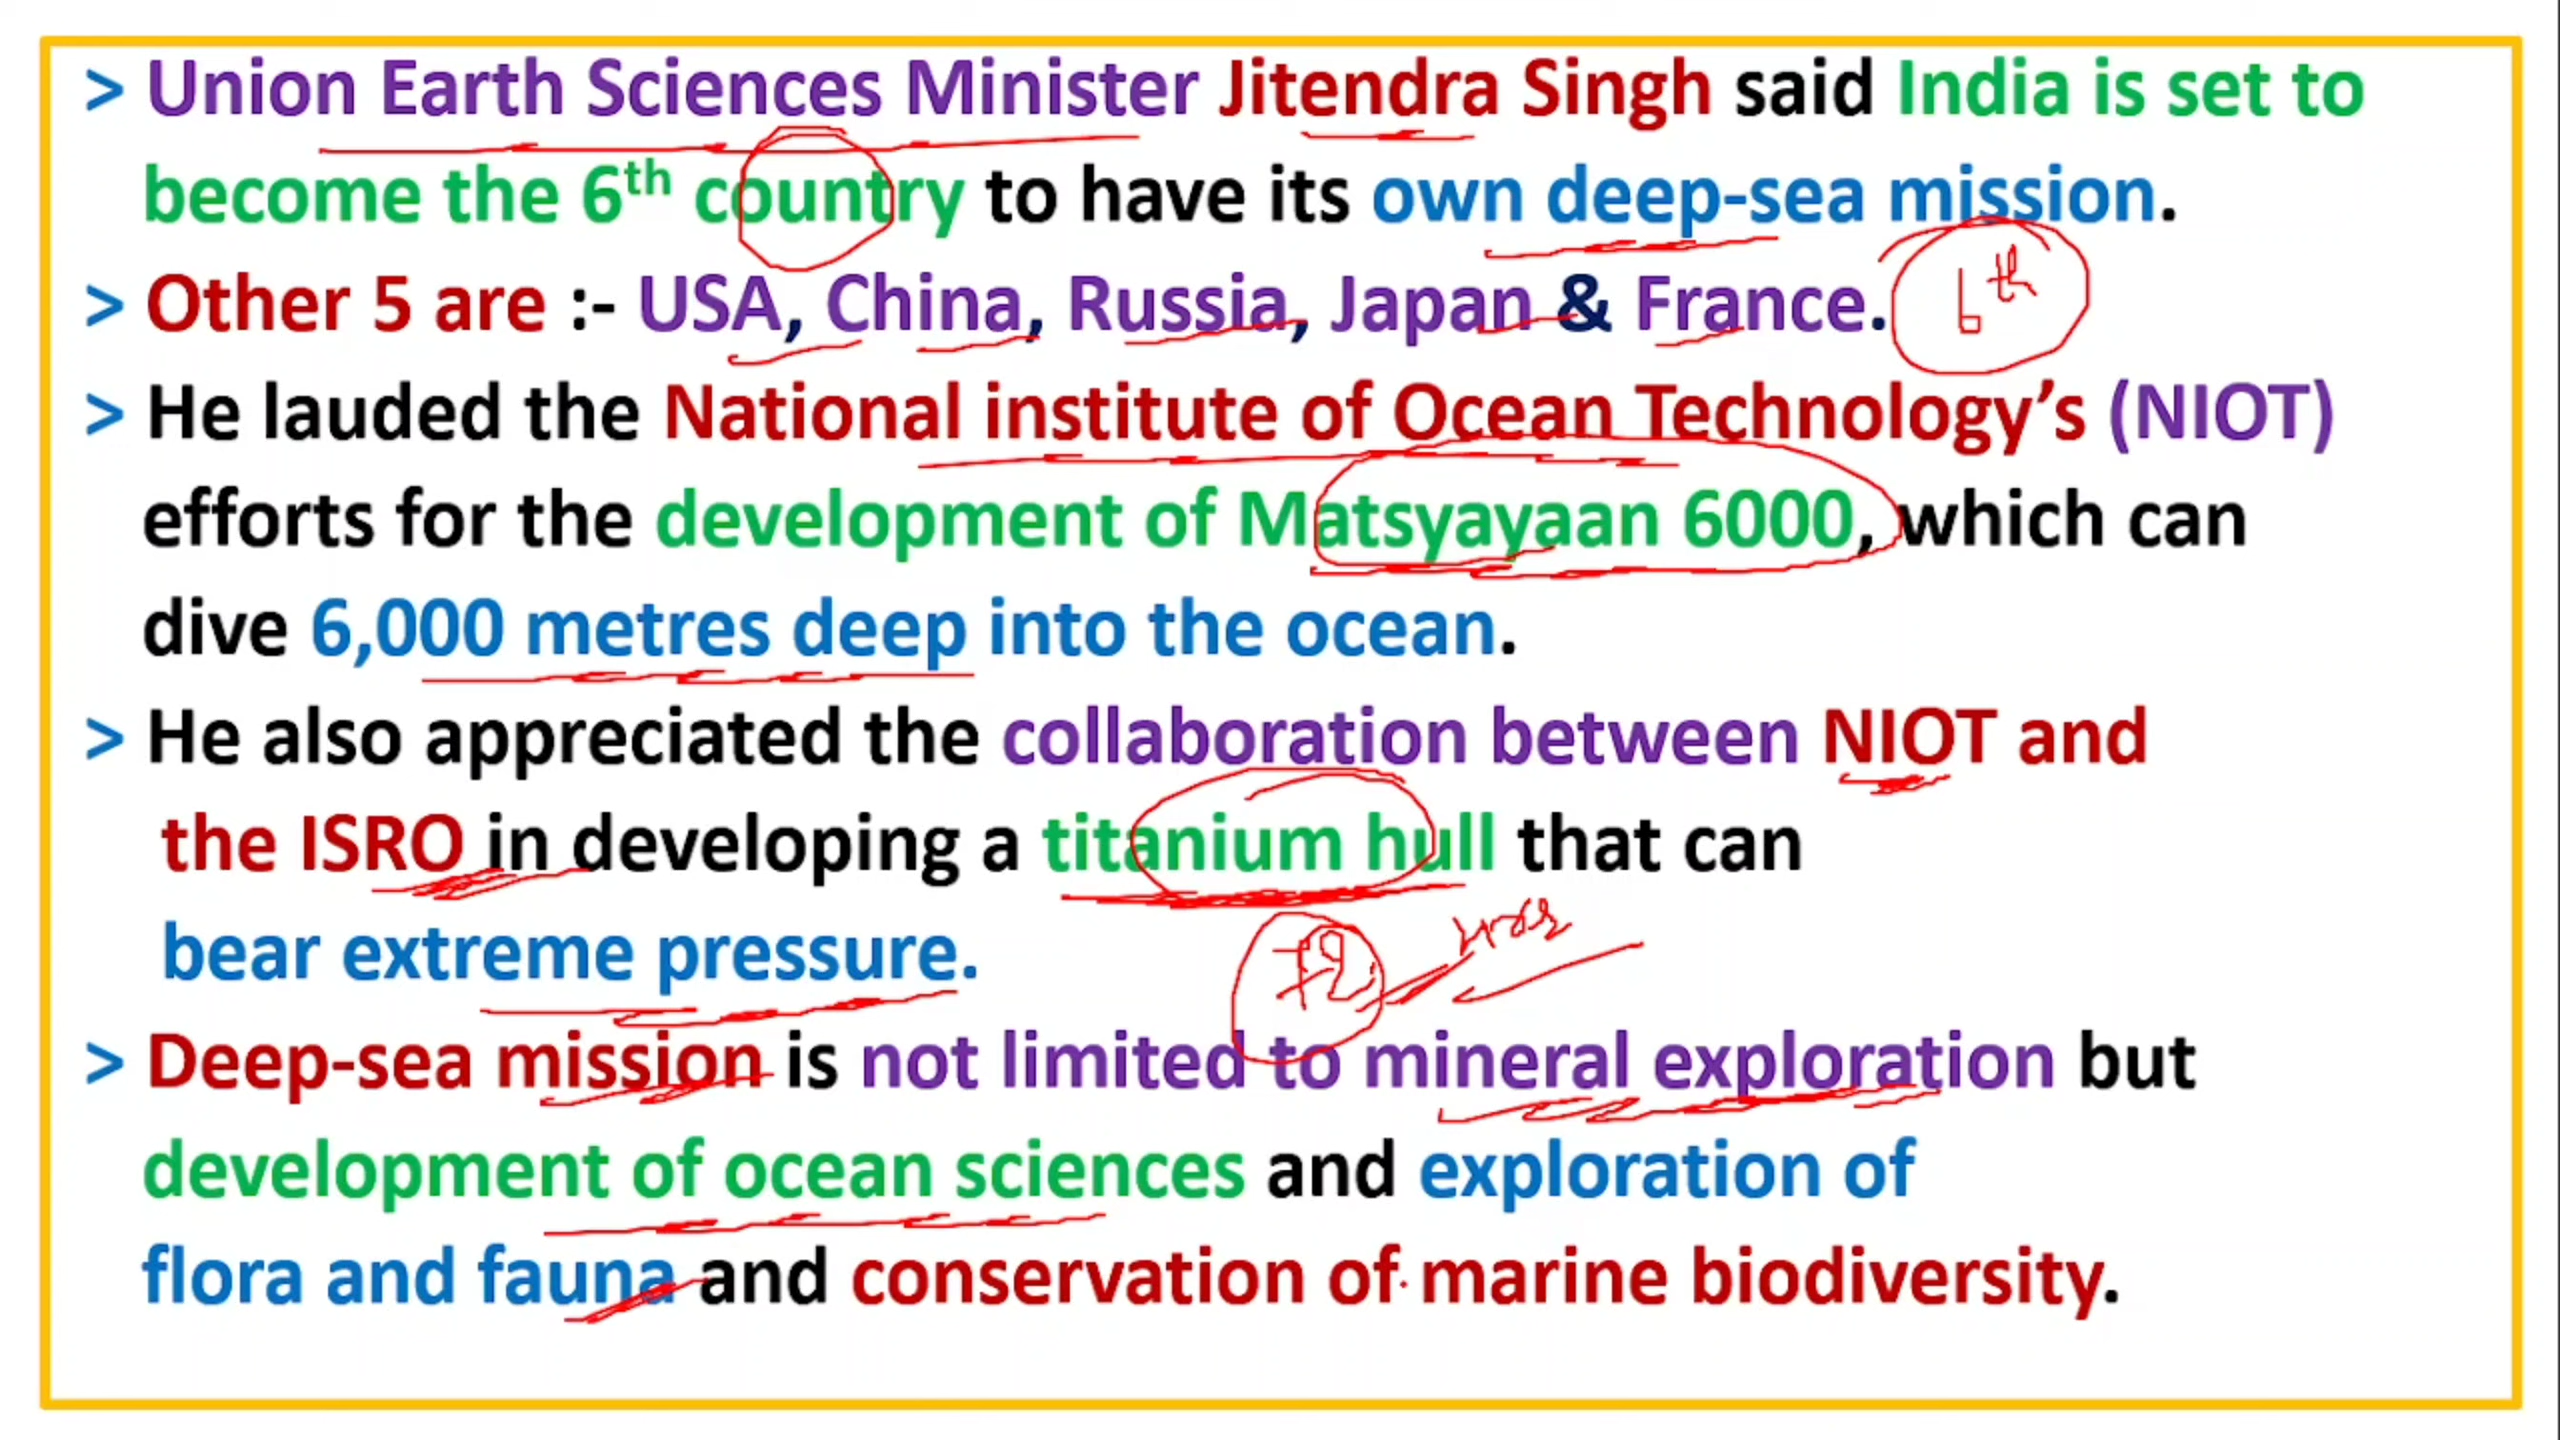 > Union Earth Sciences Minister Jitendra Singh said India is set to
become the 6th country to have its own deep-sea mission.
> Other 5 are :- USA, China, Russia, Japan & France.
6th
> He lauded the National institute of Ocean Technology’s (NIOT)
efforts for the development of Matsyayaan 6000, which can
dive 6,000 metres deep into the ocean.
> He also appreciated the collaboration between NIOT and
the ISRO in developing a titanium hull that can
bear extreme pressure.
> Deep-sea mission is not limited to mineral exploration but
development of ocean sciences and exploration of
flora and fauna and conservation of marine biodiversity.